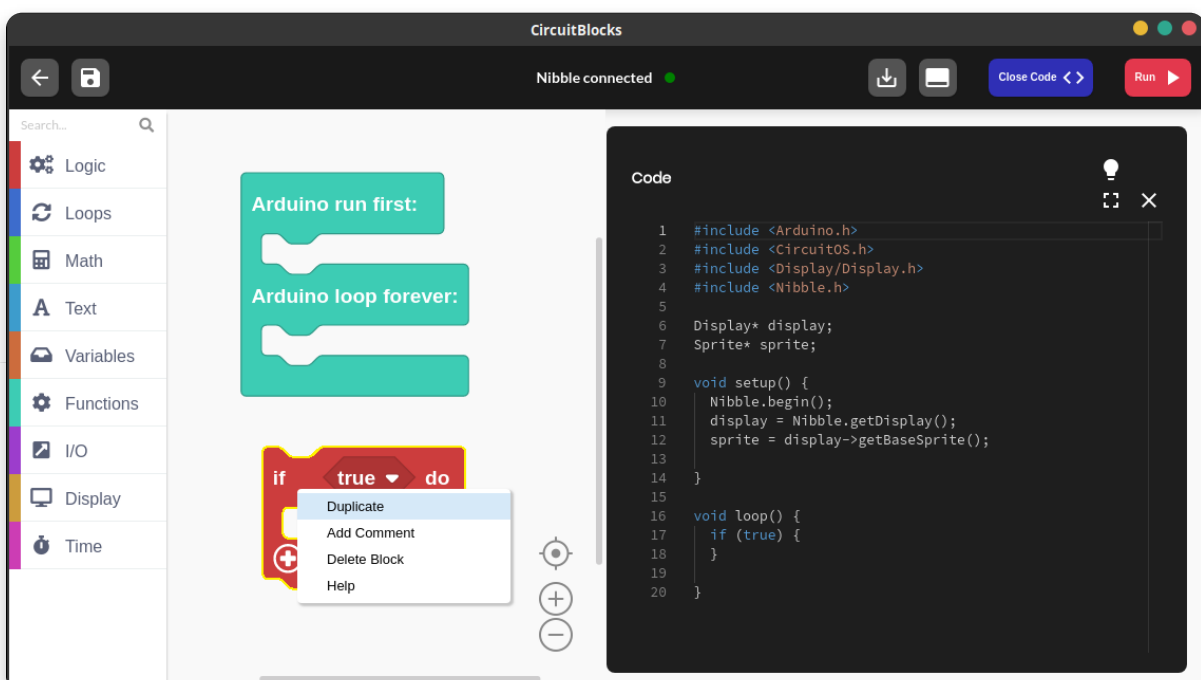 CircuitBlocks
Nibble connected
Close Code
Run
Search...
Logic
Loops
Math
Text
Variables
Functions
I/O
Display
Time
Arduino run first:
Arduino loop forever:
if true do
Duplicate
Add Comment
Delete Block
Help
Code
1 #include <Arduino.h>
2 #include <CircuitOS.h>
3 #include <Display/Display.h>
4 #include <Nibble.h>
5
6 Display* display;
7 Sprite* sprite;
8
9 void setup() {
10 Nibble.begin();
11 display = Nibble.getDisplay();
12 sprite = display->getBaseSprite();
13
14 }
15
16 void loop() {
17 if (true) {
18 }
19
20 }